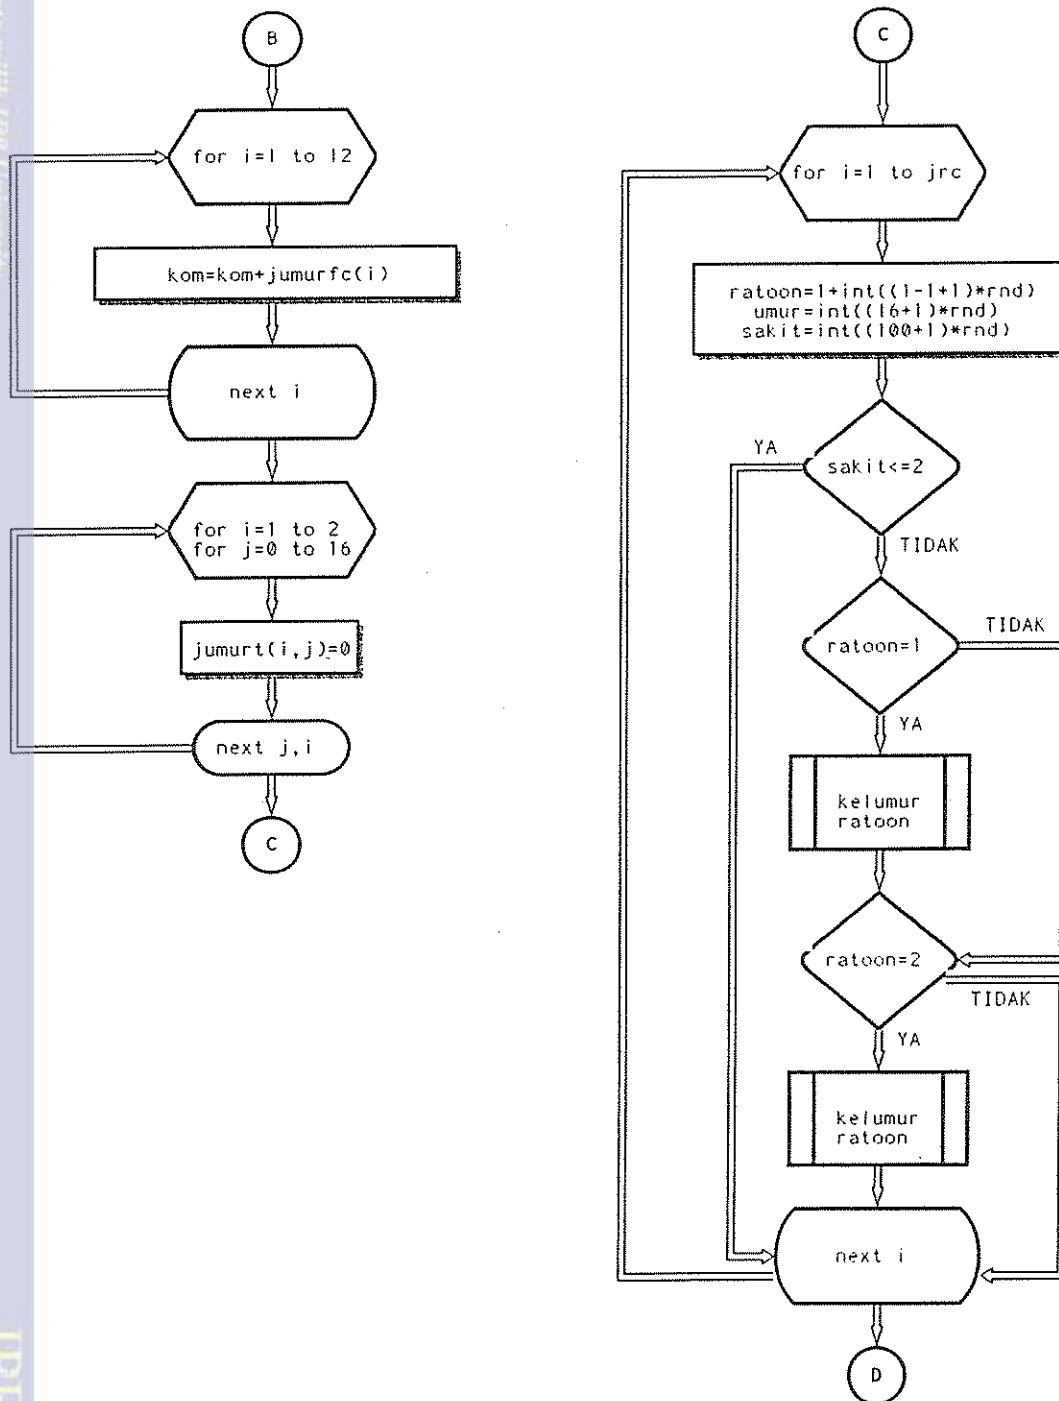 B
for i=1 to 12
kom=kom+jumurfc(i)
next i
for i=1 to 2
for j=0 to 16
jumurt(i,j)=0
next j,i
C
C
for i=1 to jrc
ratoon=1+int((1-1+1)*rnd)
umur=int((16+1)*rnd)
sakit=int((100+1)*rnd)
sakit<=2
YA
TIDAK
ratoon=1
TIDAK
YA
kelumur
ratoon
ratoon=2
TIDAK
YA
kelumur
ratoon
next i
D